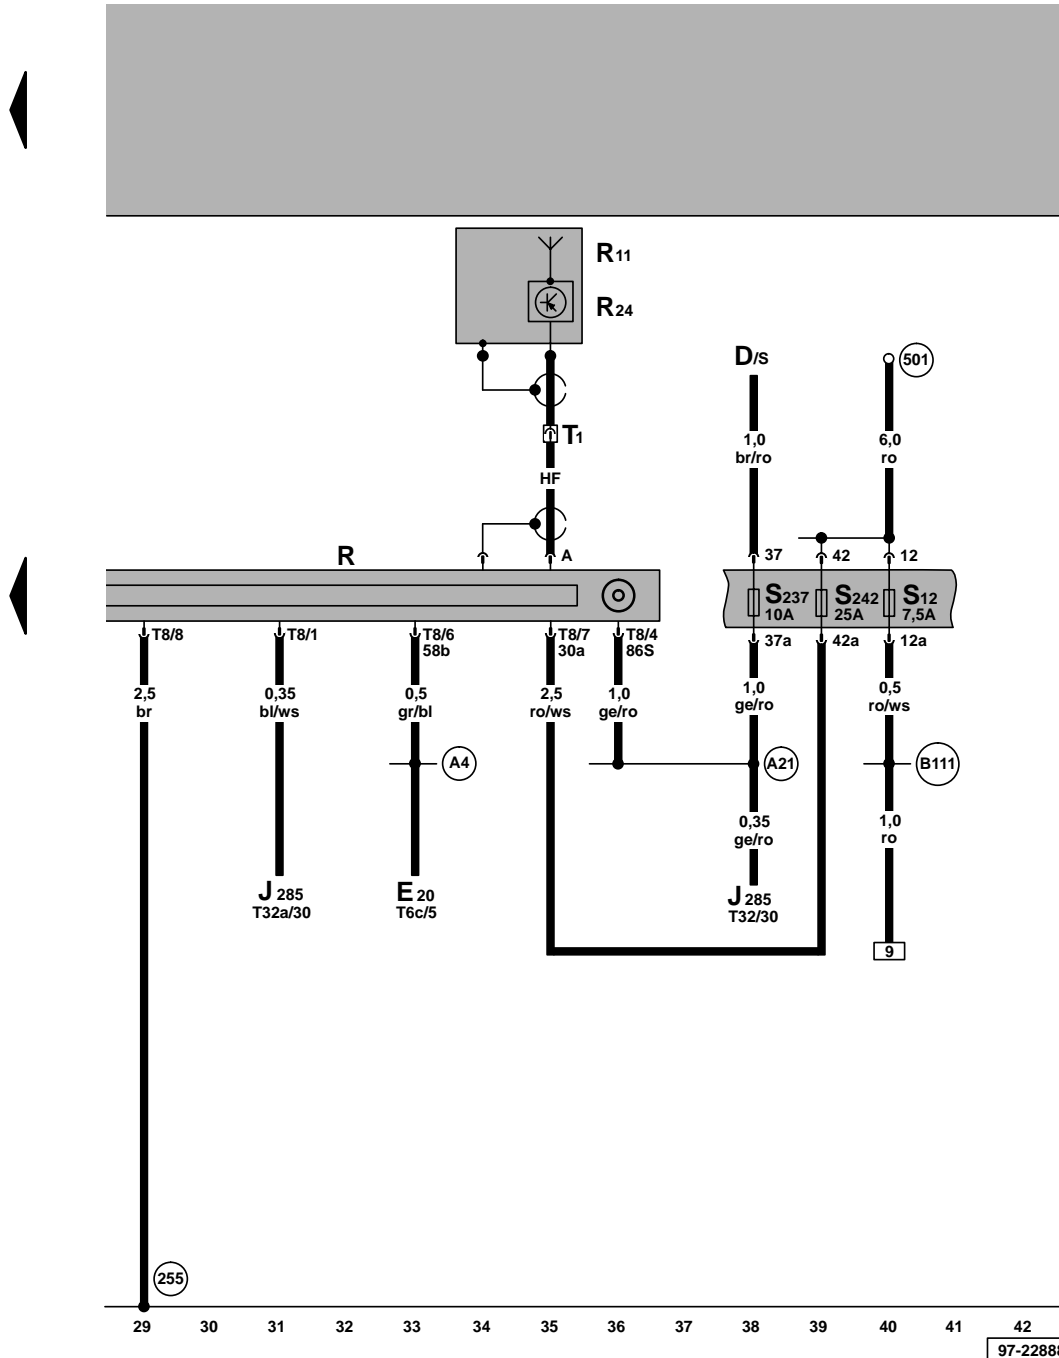 R11
R24
D/S
501
T1
1,0
br/ro
6,0
ro
HF
R
A
37
42
12
S237
10A
S242
25A
S12
7,5A
T8/8
T8/1
T8/6
58b
T8/7
30a
T8/4
86S
37a
42a
12a
2,5
br
0,35
bl/ws
0,5
gr/bl
2,5
ro/ws
1,0
ge/ro
1,0
ge/ro
0,5
ro/ws
A4
A21
B111
0,35
ge/ro
1,0
ro
J 285
T32a/30
E 20
T6c/5
J 285
T32/30
9
255
29 30 31 32 33 34 35 36 37 38 39 40 41 42
97-22888